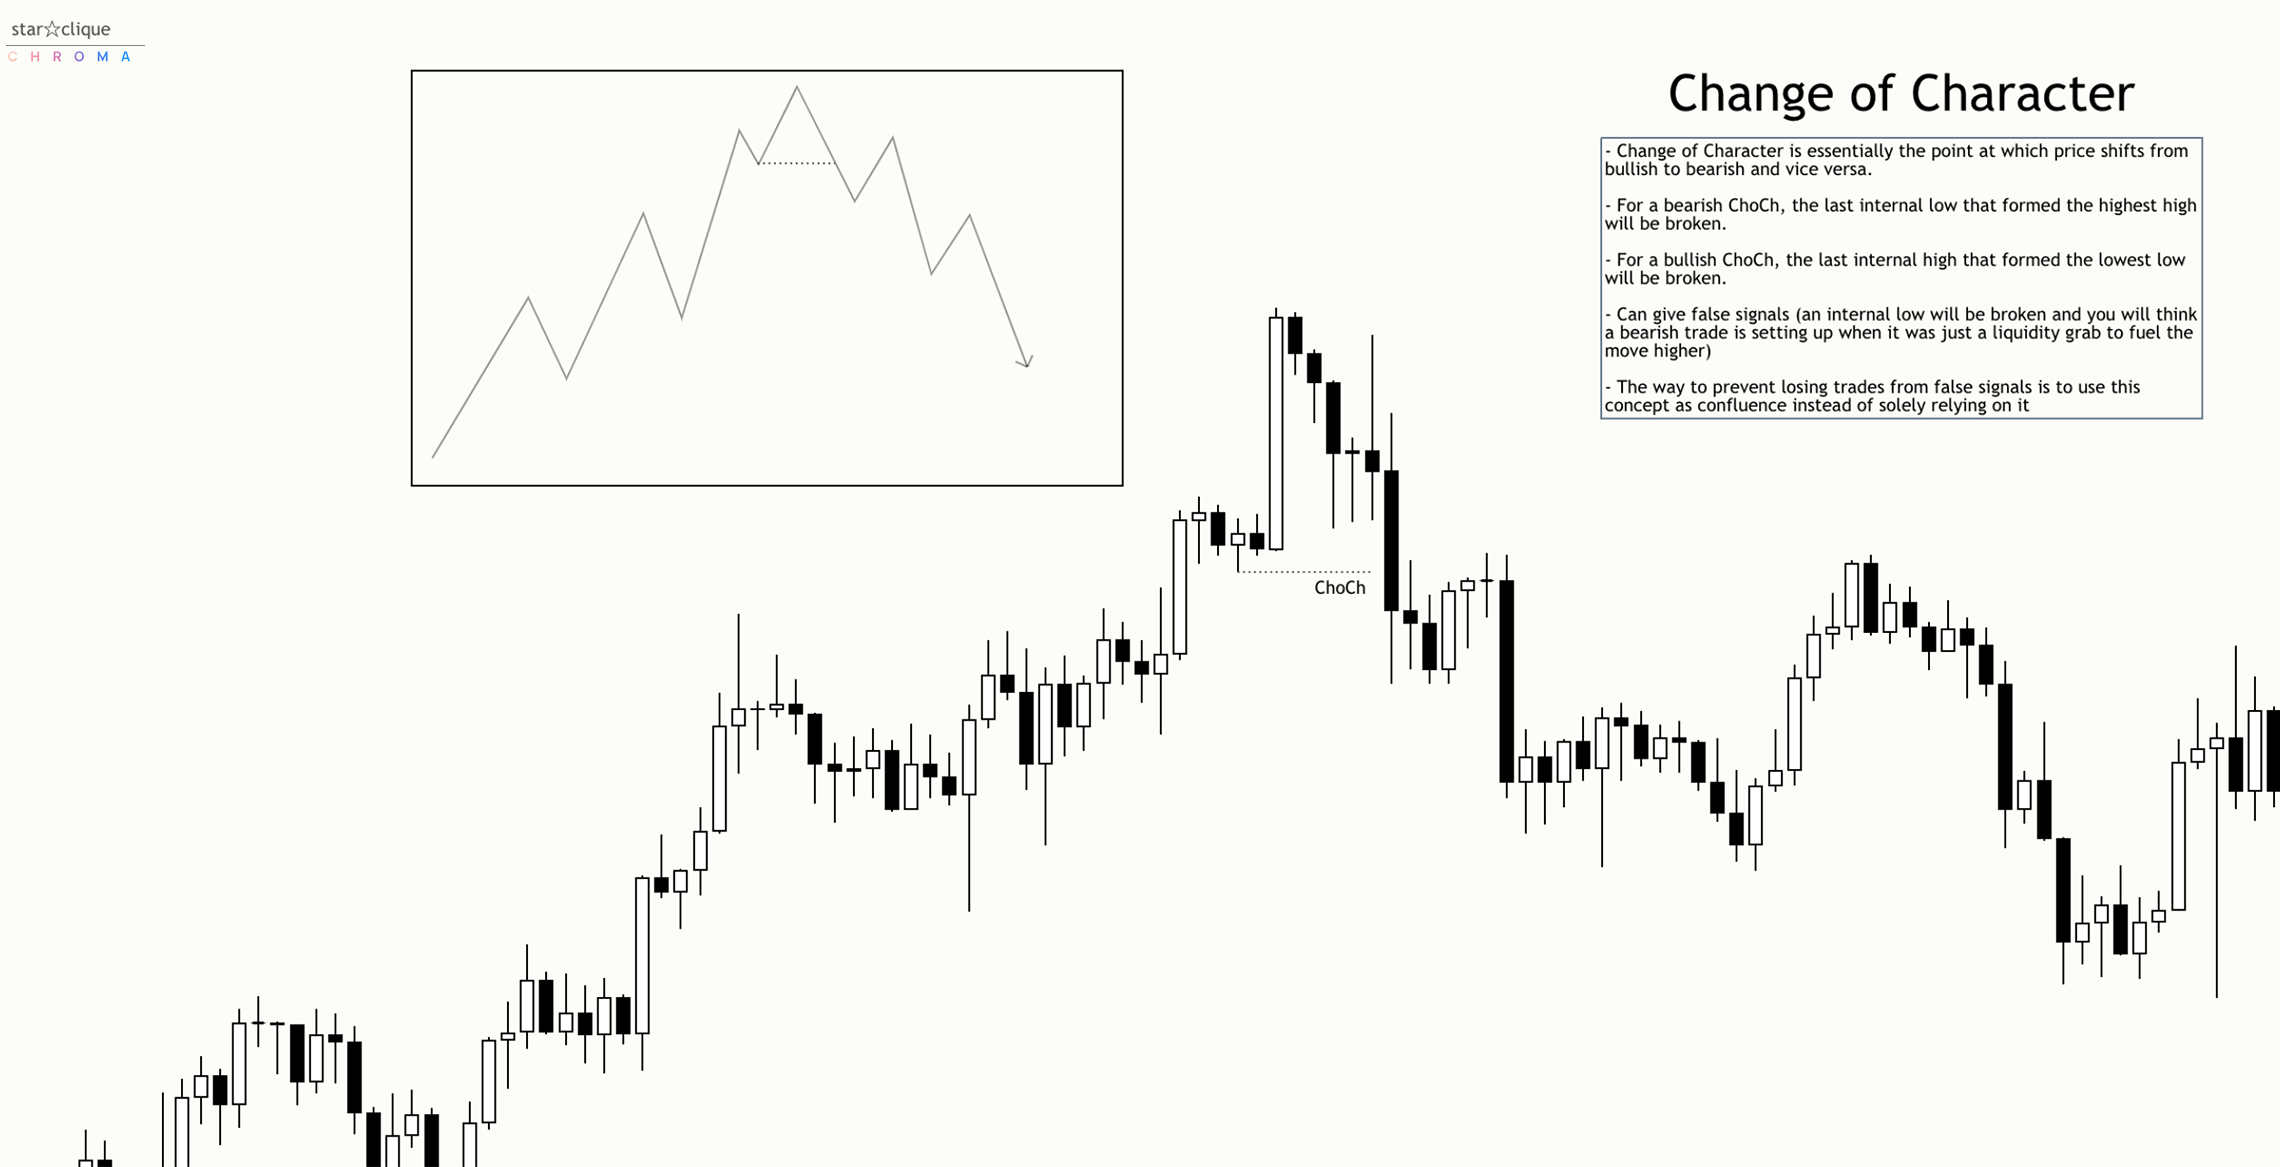 star☆clique
CHROMA
Change of Character
- Change of Character is essentially the point at which price shifts from
bullish to bearish and vice versa.
- For a bearish ChoCh, the last internal low that formed the highest high
will be broken.
- For a bullish ChoCh, the last internal high that formed the lowest low
will be broken.
- Can give false signals (an internal low will be broken and you will think
a bearish trade is setting up when it was just a liquidity grab to fuel the
move higher)
- The way to prevent losing trades from false signals is to use this
concept as confluence instead of solely relying on it
ChoCh